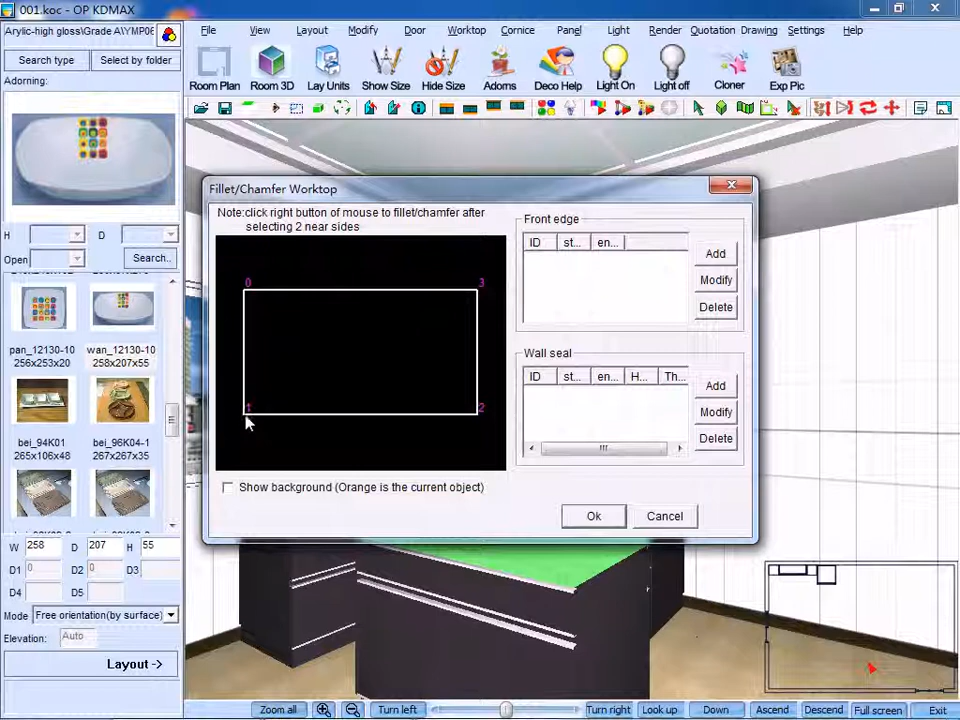 001.koc - OP KDMAX
Arylic-high gloss\Grade A\YMP06
File View Layout Modify Door Worktop Cornice Panel Light Render Quotation Drawing Settings Help
Search type Select by folder
Room Plan Room 3D Lay Units Show Size Hide Size Adorns Deco Help Light On Light off Cloner Exp Pic
Adorning:
H D
Open Search..
pan_12130-10 wan_12130-10
256x253x20 258x207x55
bei_94K01 bei_96K04-1
265x106x48 267x267x35
W 258 D 207 H 55
D1 0 D2 0 D3
D4 D5
Mode Free orientation(by surface)
Elevation: Auto
Layout ->
Fillet/Chamfer Worktop
Note:click right button of mouse to fillet/chamfer after
selecting 2 near sides
0 3
1 2
Show background (Orange is the current object)
Front edge
ID st... en...
Add
Modify
Delete
Wall seal
ID st... en... H... Th...
Add
Modify
Delete
Ok Cancel
Zoom all Turn left Turn right Look up Down Ascend Descend Full screen Exit